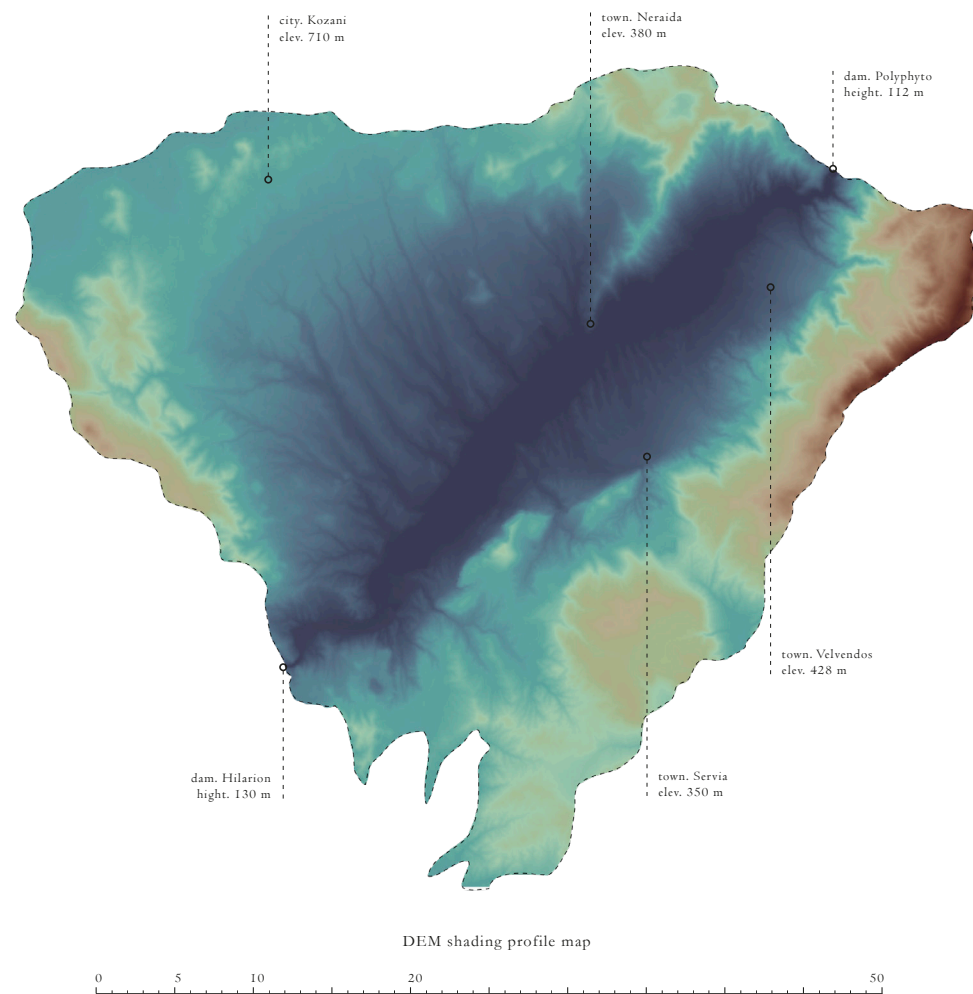 city. Kozani
elev. 710 m
town. Neraida
elev. 380 m
dam. Polyphyto
height. 112 m
town. Velvendos
elev. 428 m
dam. Hilarion
hight. 130 m
town. Servia
elev. 350 m
DEM shading profile map
0 5 10 20 50